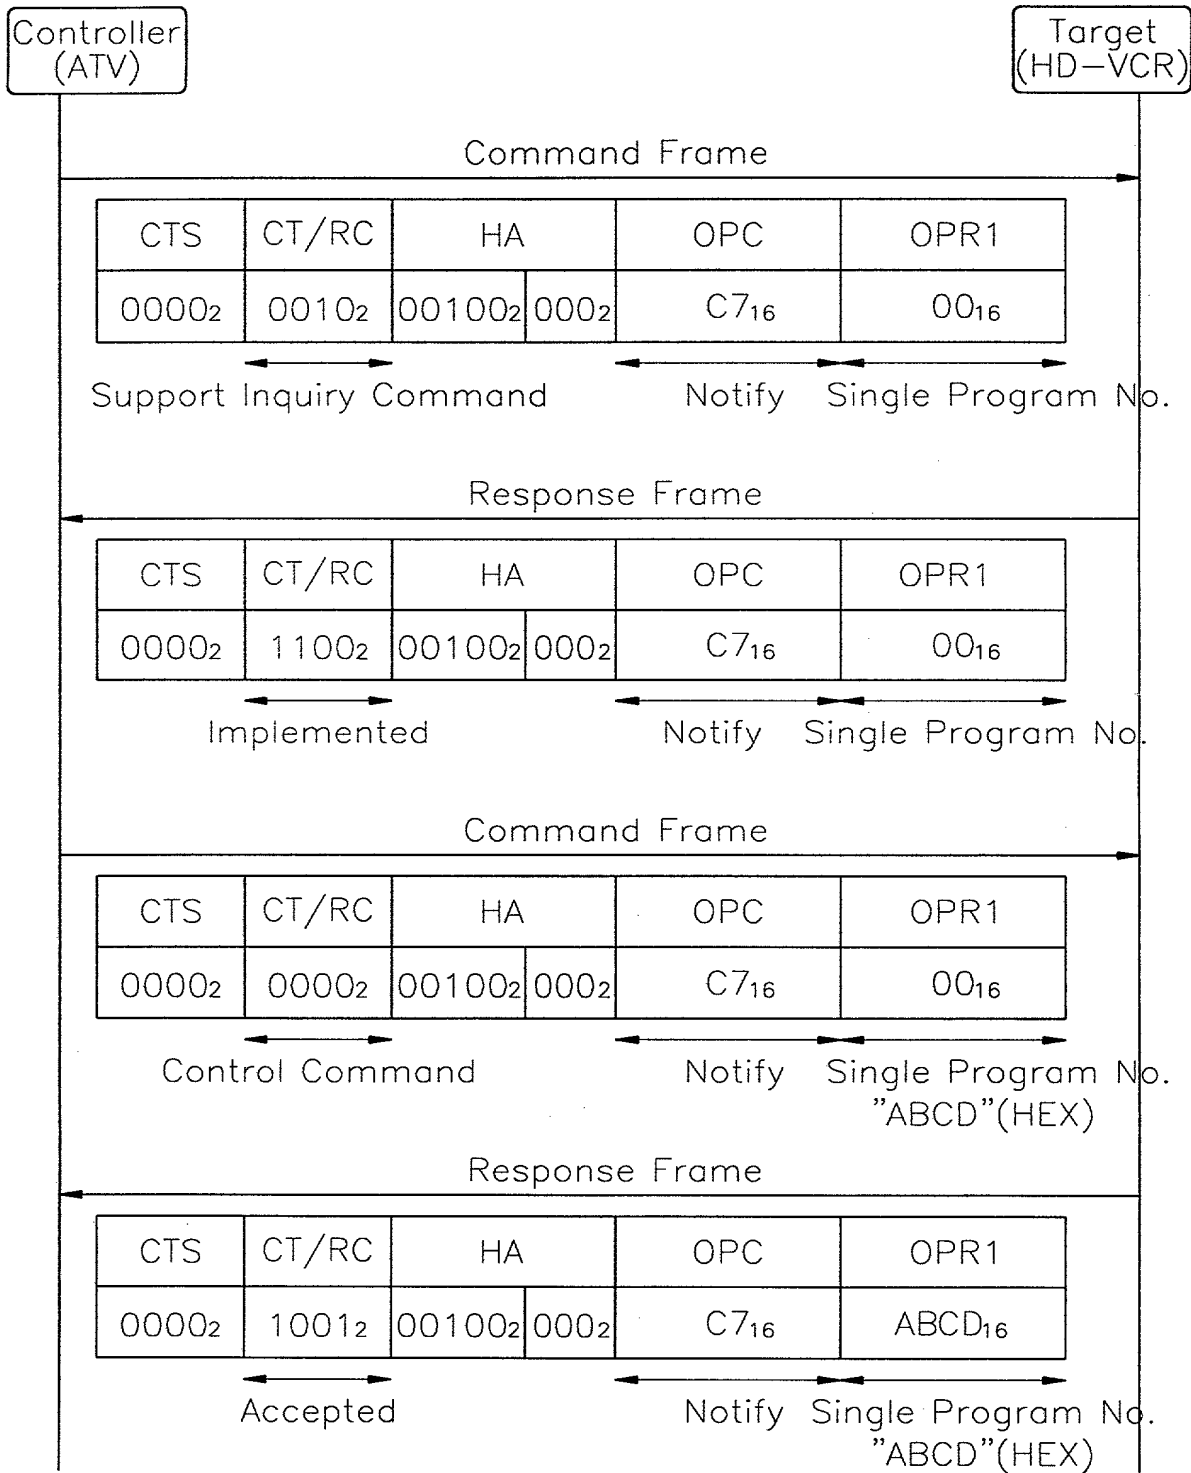 Controller
(ATV)
Target
(HD-VCR)
Command Frame
CTS CT/RC HA OPC OPR1
0000₂ 0010₂ 00100₂ 000₂ C7₁₆ 00₁₆
Support Inquiry Command Notify Single Program No.
Response Frame
CTS CT/RC HA OPC OPR1
0000₂ 1100₂ 00100₂ 000₂ C7₁₆ 00₁₆
Implemented Notify Single Program No.
Command Frame
CTS CT/RC HA OPC OPR1
0000₂ 0000₂ 00100₂ 000₂ C7₁₆ 00₁₆
Control Command Notify Single Program No.
”ABCD”(HEX)
Response Frame
CTS CT/RC HA OPC OPR1
0000₂ 1001₂ 00100₂ 000₂ C7₁₆ ABCD₁₆
Accepted Notify Single Program No.
”ABCD”(HEX)